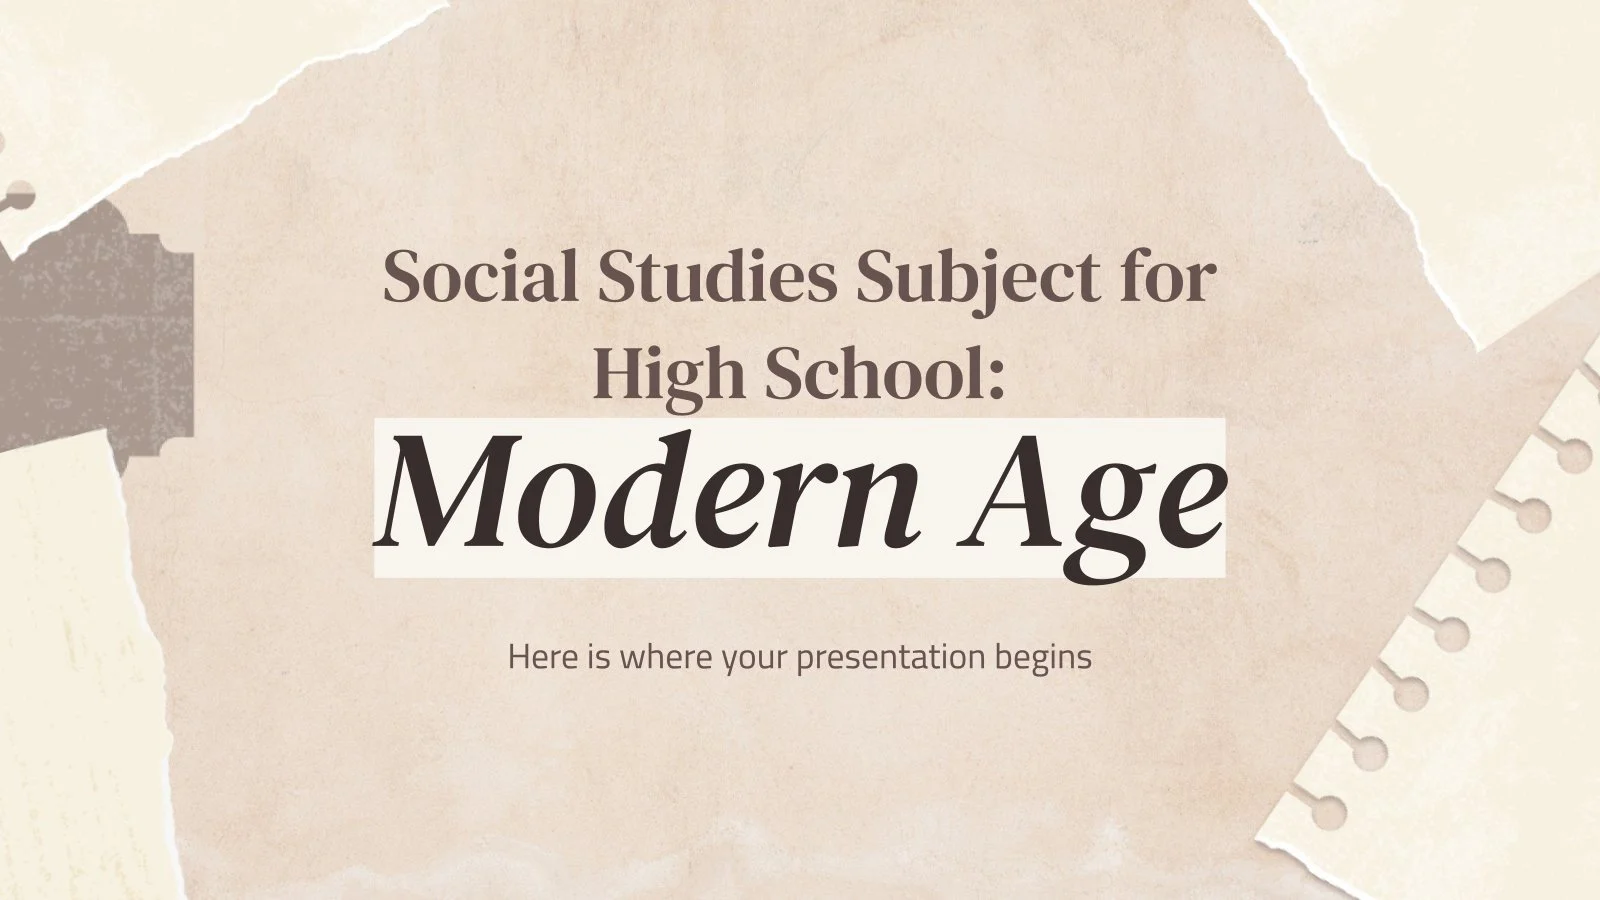 Social Studies Subject for
High School:
Modern Age
Here is where your presentation begins